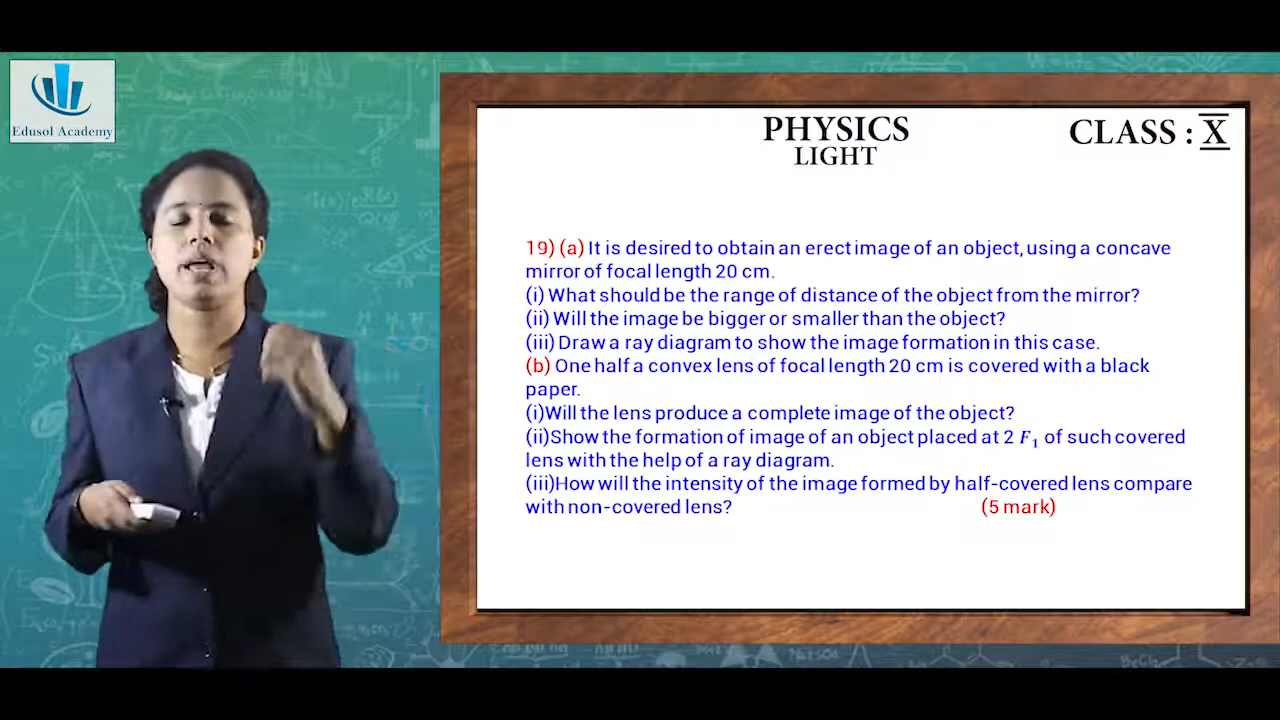 Edusol Academy
PHYSICS
LIGHT
CLASS : X
19) (a) It is desired to obtain an erect image of an object, using a concave
mirror of focal length 20 cm.
(i) What should be the range of distance of the object from the mirror?
(ii) Will the image be bigger or smaller than the object?
(iii) Draw a ray diagram to show the image formation in this case.
(b) One half a convex lens of focal length 20 cm is covered with a black
paper.
(i)Will the lens produce a complete image of the object?
(ii)Show the formation of image of an object placed at 2 F₁ of such covered
lens with the help of a ray diagram.
(iii)How will the intensity of the image formed by half-covered lens compare
with non-covered lens? (5 mark)